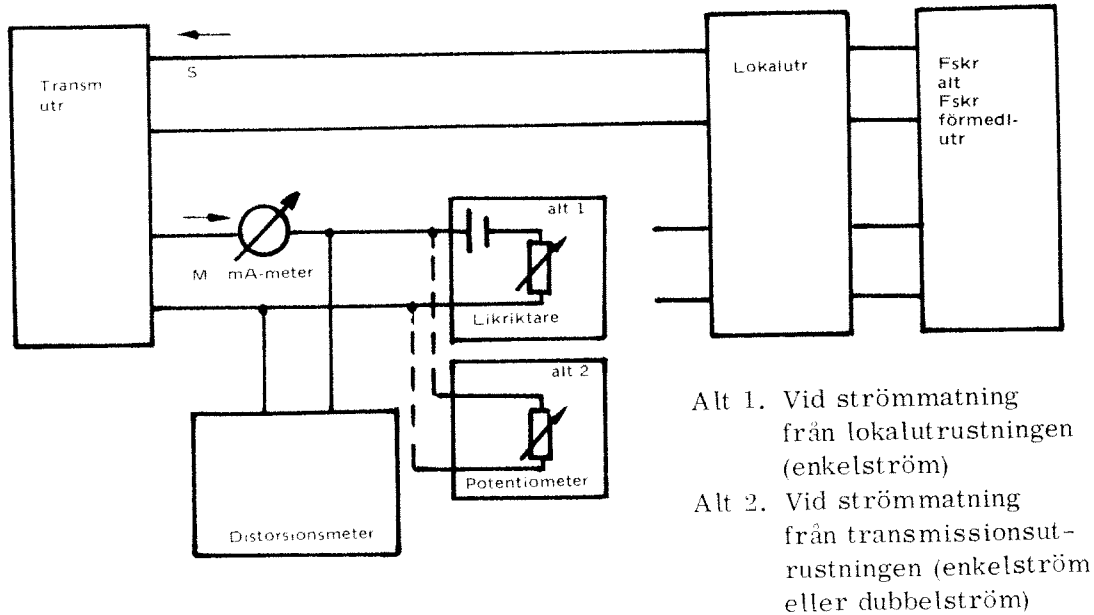 Transm
utr
S
Lokalutr
Fskr
alt
Fskr
förmedl-
utr
M mA-meter
alt 1
Likriktare
alt 2
Potentiometer
Distorsionsmeter
Alt 1. Vid strömmatning
från lokalutrustningen
(enkelström)
Alt 2. Vid strömmatning
från transmissionsut-
rustningen (enkelström
eller dubbelström)